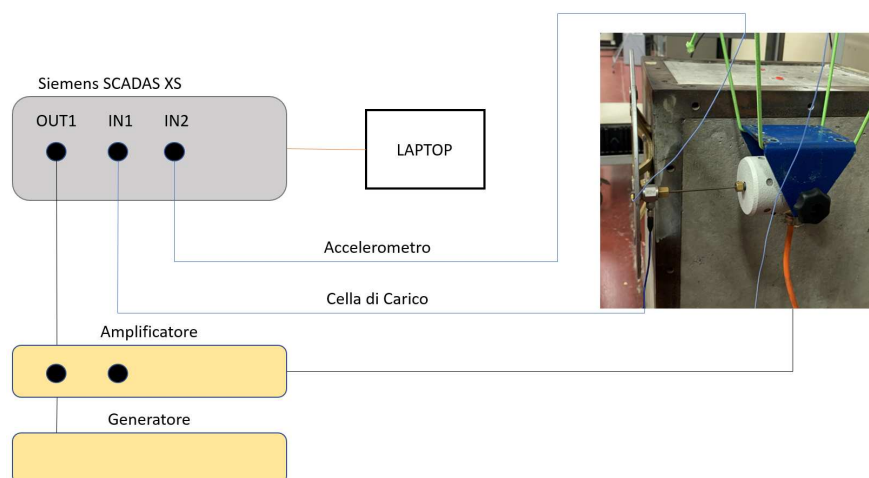 Siemens SCADAS XS
OUT1 IN1 IN2
LAPTOP
Accelerometro
Cella di Carico
Amplificatore
Generatore